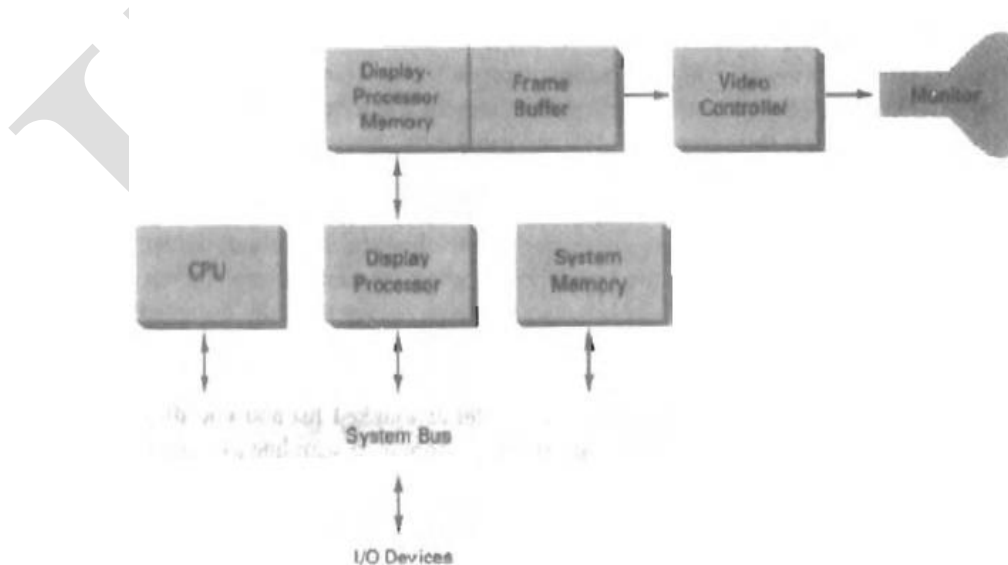 Display-
Processor
Memory
Frame
Buffer
Video
Controller
Monitor
CPU
Display
Processor
System
Memory
System Bus
I/O Devices